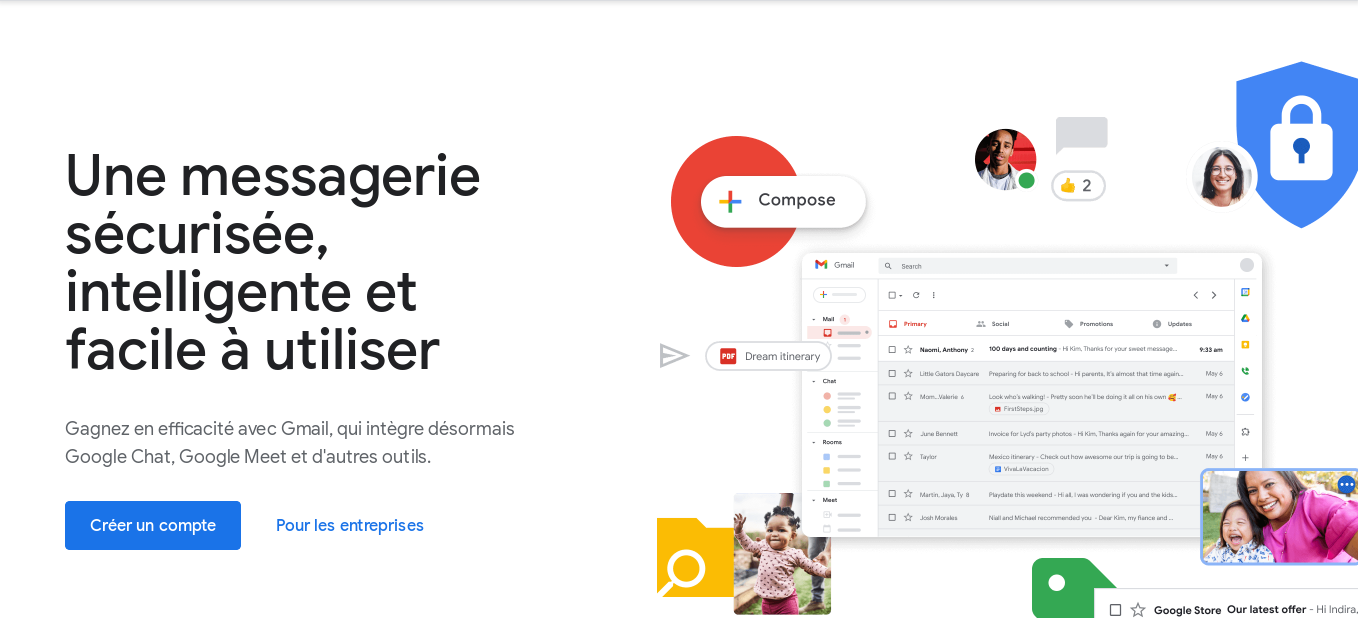 Une messagerie
sécurisée,
intelligente et
facile à utiliser
Gagnez en efficacité avec Gmail, qui intègre désormais
Google Chat, Google Meet et d'autres outils.
Créer un compte
Pour les entreprises
Compose
2
Gmail
Search
Mail 1
Primary
Social
Promotions
Updates
Naomi, Anthony 2 100 days and counting - Hi Kim, Thanks for your sweet message... 9:33 am
PDF Dream itinerary
Little Gators Daycare Preparing for back to school - Hi parents, It's almost that time again... May 6
Chat
Mom...Valerie 6 Look who's walking! - Pretty soon he'll be doing it all on his own 🥰 ... May 6
FirstSteps.jpg
June Bennett Invoice for Lyd's party photos - Hi Kim, Thanks again for your amazing... May 6
Rooms
Taylor Mexico itinerary - Check out how awesome our trip is going to be... May 6
VivaLaVacacion
Meet
Martin, Jaya, Ty 8 Playdate this weekend - Hi all, I was wondering if you and the kids...
Josh Morales Niall and Michael recommended you - Dear Kim, my fiance and ...
Google Store Our latest offer - Hi Indira,